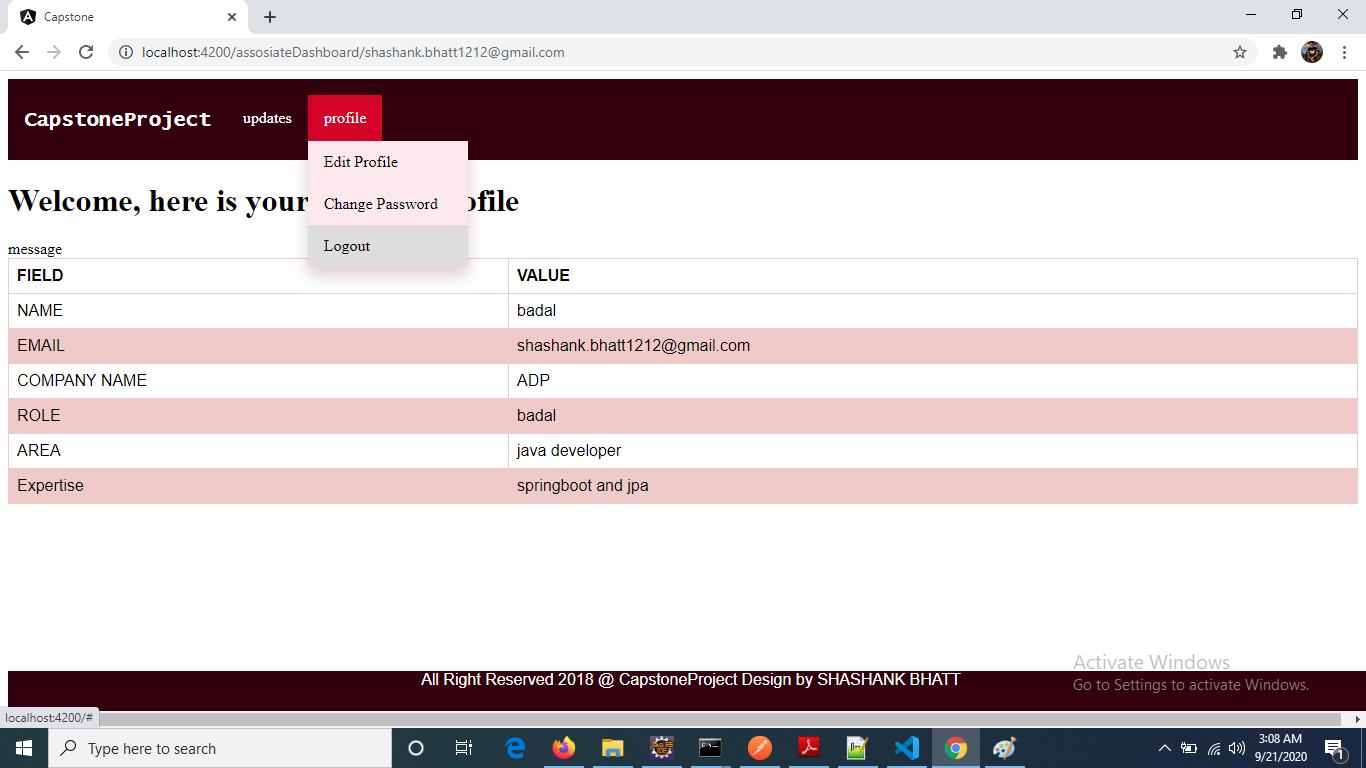 Capstone
localhost:4200/assosiateDashboard/shashank.bhatt1212@gmail.com
CapstoneProject updates profile
Edit Profile
Change Password
Logout
Welcome, here is your ofile
message
FIELD VALUE
NAME badal
EMAIL shashank.bhatt1212@gmail.com
COMPANY NAME ADP
ROLE badal
AREA java developer
Expertise springboot and jpa
Activate Windows
Go to Settings to activate Windows.
All Right Reserved 2018 @ CapstoneProject Design by SHASHANK BHATT
localhost:4200/#
Type here to search
3:08 AM
9/21/2020
1